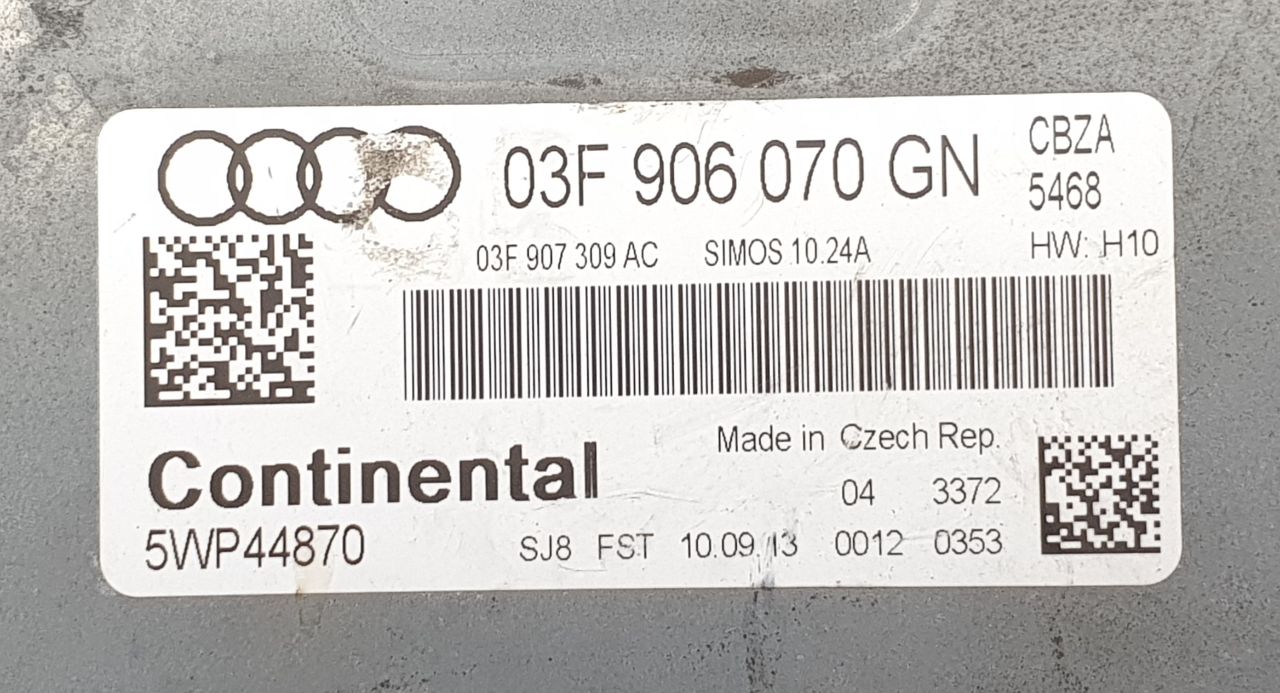 03F 906 070 GN
CBZA
5468
03F 907 309 AC SIMOS 10.24A HW: H10
Made in Czech Rep.
Continental
04 3372
5WP44870
SJ8 FST 10.09.13 0012 0353